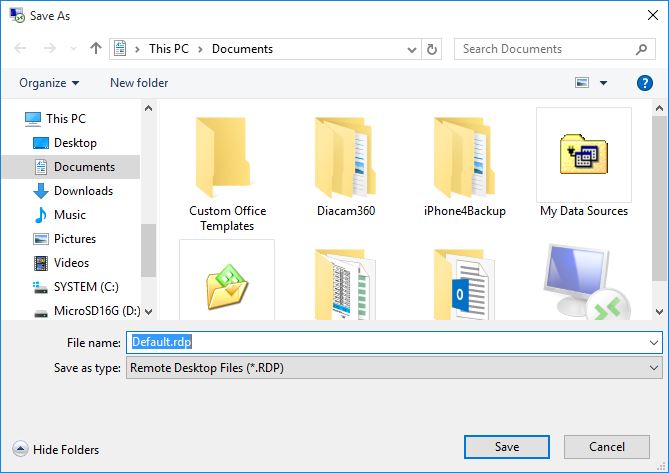 Save As
This PC
Documents
Search Documents
Organize
New folder
?
This PC
Desktop
Documents
Downloads
Music
Pictures
Videos
SYSTEM (C:)
MicroSD16G (D:)
Custom Office
Templates
Diacam360
iPhone4Backup
My Data Sources
File name:
Default.rdp
Save as type:
Remote Desktop Files (*.RDP)
Hide Folders
Save
Cancel